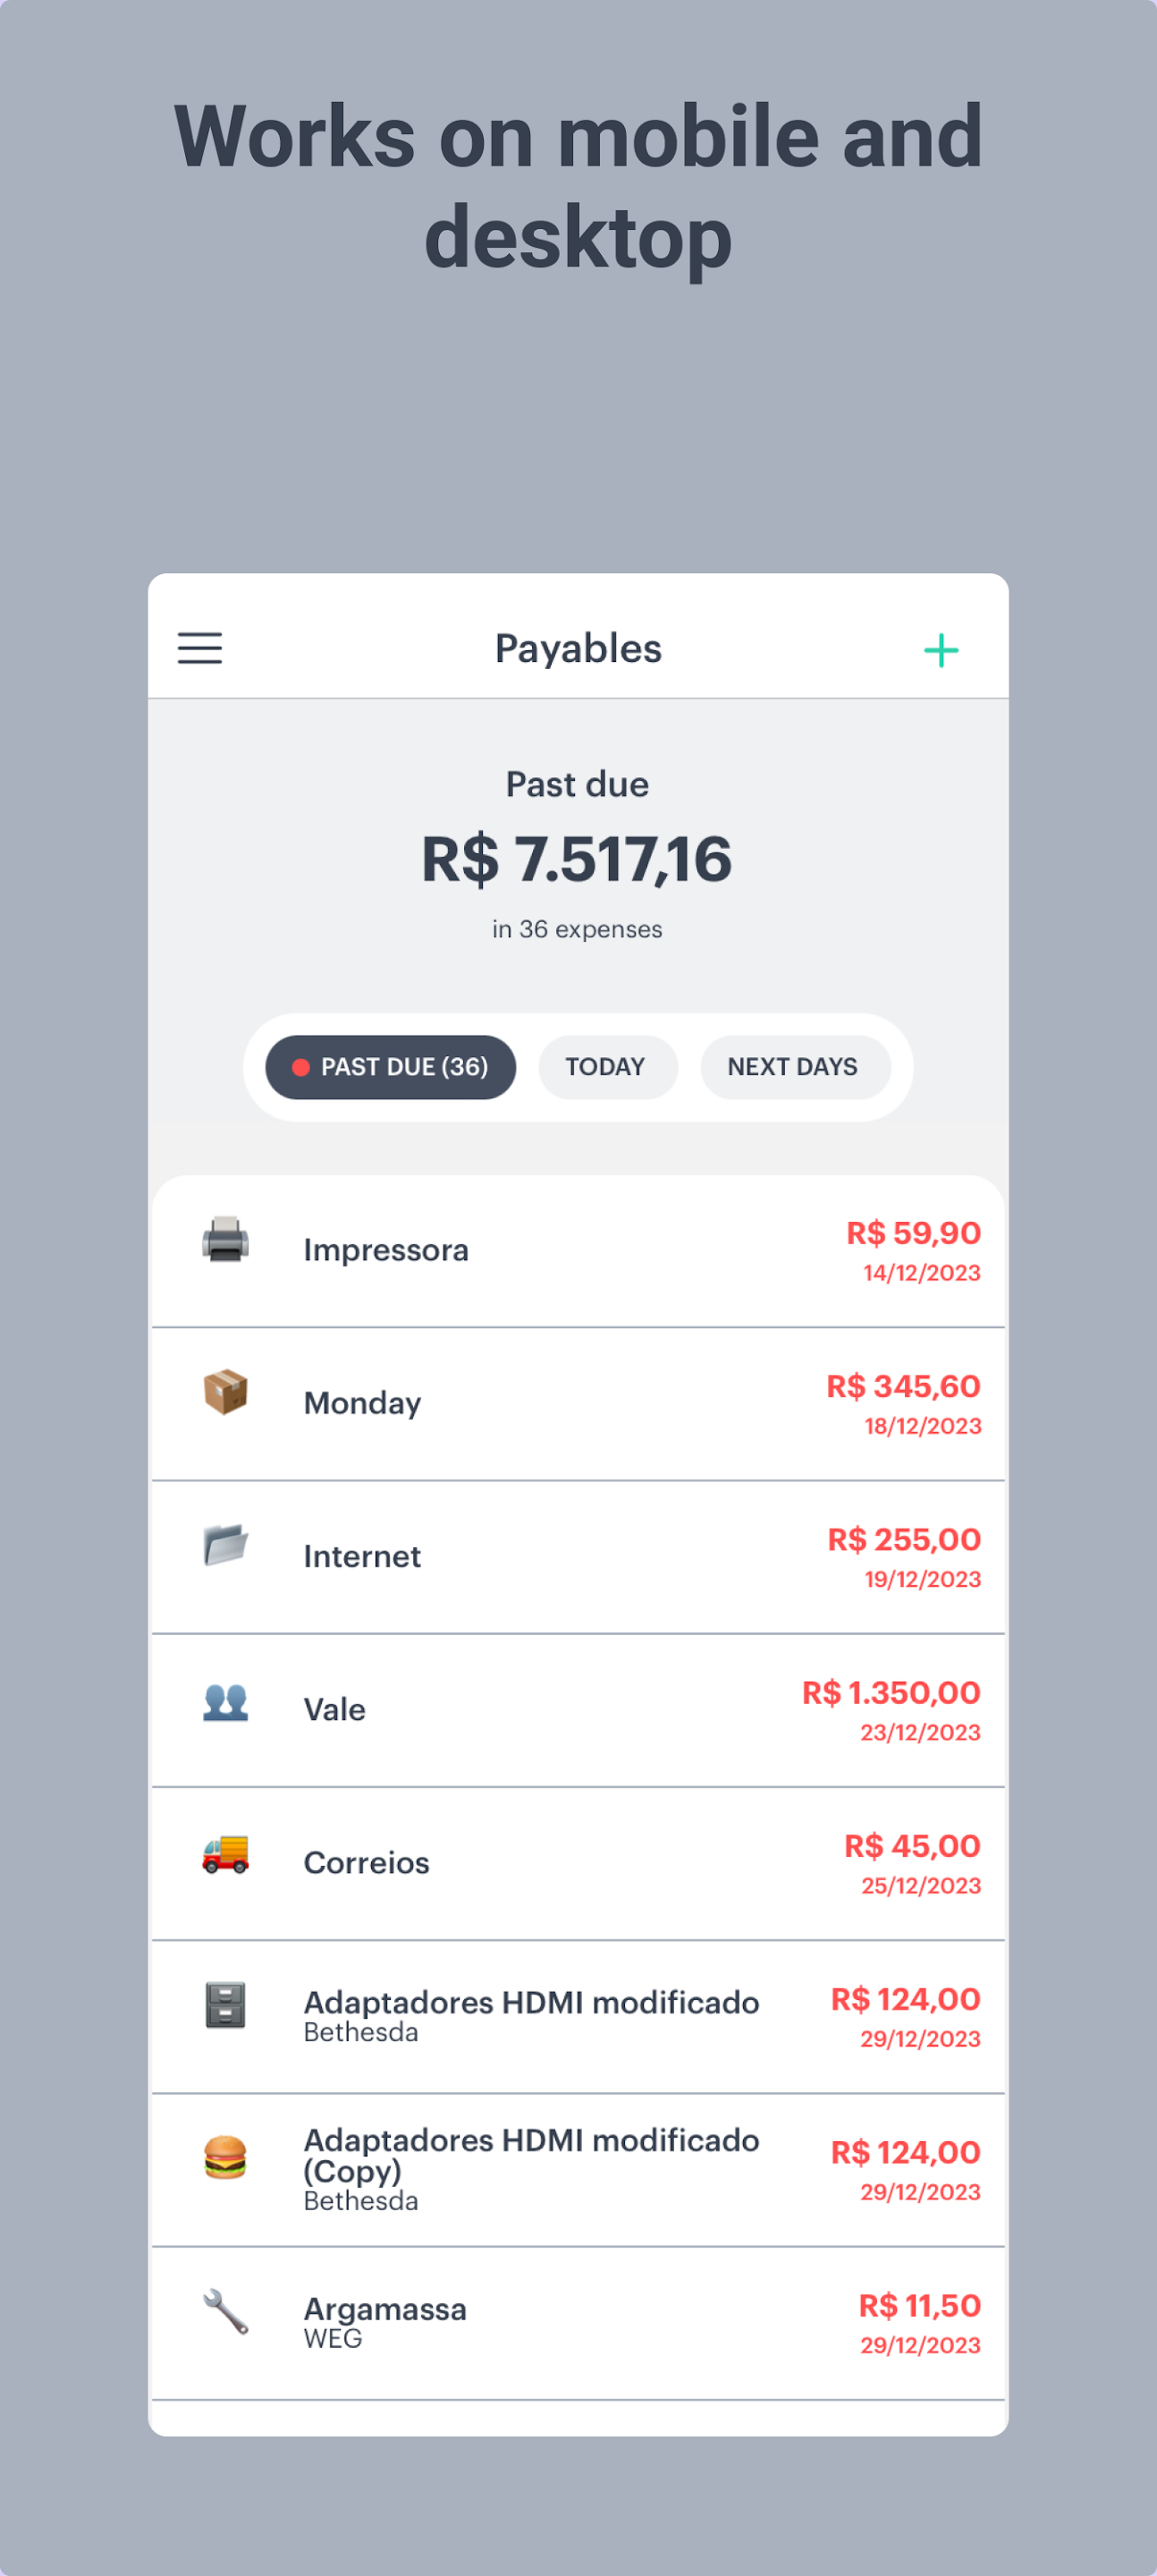 Works on mobile and
desktop
Payables
Past due
R$ 7.517,16
in 36 expenses
PAST DUE (36)
TODAY
NEXT DAYS
Impressora
R$ 59,90
14/12/2023
Monday
R$ 345,60
18/12/2023
Internet
R$ 255,00
19/12/2023
Vale
R$ 1.350,00
23/12/2023
Correios
R$ 45,00
25/12/2023
Adaptadores HDMI modificado
Bethesda
R$ 124,00
29/12/2023
Adaptadores HDMI modificado
(Copy)
Bethesda
R$ 124,00
29/12/2023
Argamassa
WEG
R$ 11,50
29/12/2023